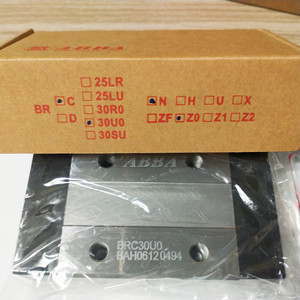 ABBA
25LR
C 25LU N H U X
BR 30R0
D 30U0 ZF Z0 Z1 Z2
30SU
ABBA
BRC30U0
BAH06120494